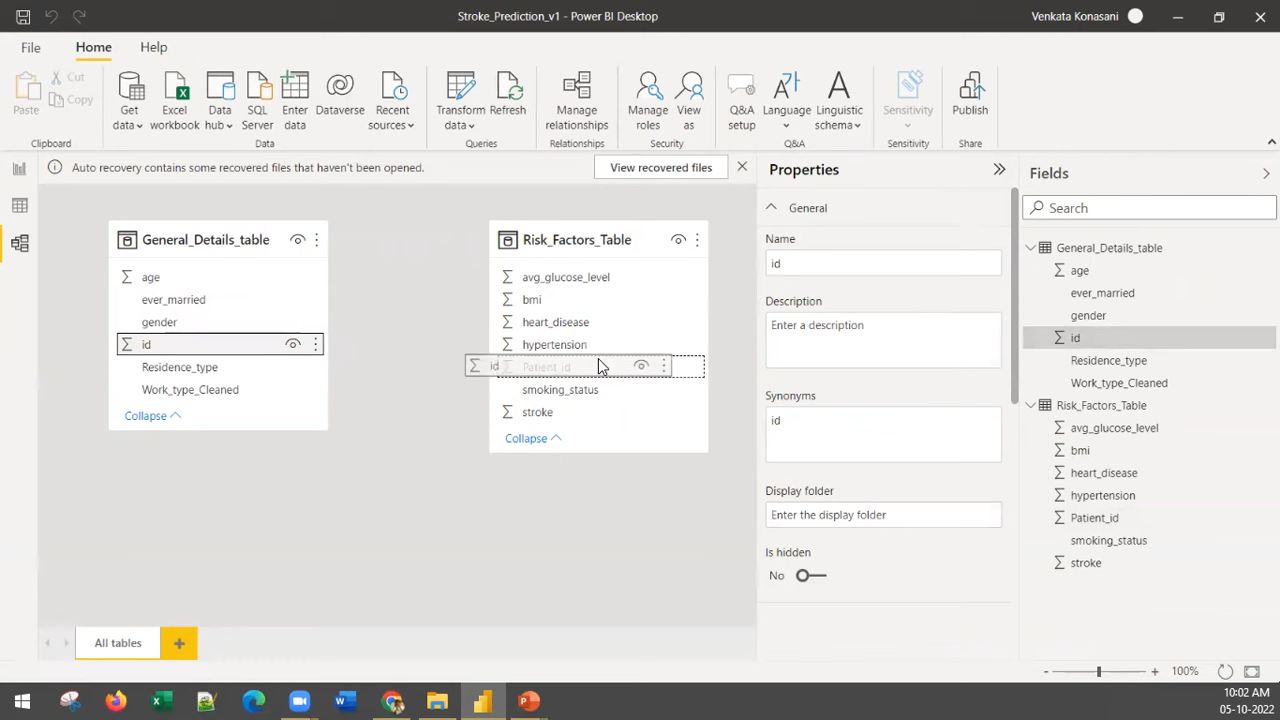 Stroke_Prediction_v1 - Power BI Desktop
Venkata Konasani
File Home Help
Paste
Cut
Copy
Get data
Excel workbook
Data hub
SQL Server
Enter data
Dataverse
Recent sources
Transform data
Refresh
Manage relationships
Manage roles
View as
Q&A setup
Language
Linguistic schema
Sensitivity
Publish
Clipboard
Data
Queries
Relationships
Security
Q&A
Sensitivity
Share
Auto recovery contains some recovered files that haven't been opened.
View recovered files
General_Details_table
age
ever_married
gender
id
Residence_type
Work_type_Cleaned
Collapse
Risk_Factors_Table
avg_glucose_level
bmi
heart_disease
hypertension
id
Patient_id
smoking_status
stroke
Collapse
All tables
Properties
General
Name
id
Description
Enter a description
Synonyms
id
Display folder
Enter the display folder
Is hidden
No
Fields
Search
General_Details_table
age
ever_married
gender
id
Residence_type
Work_type_Cleaned
Risk_Factors_Table
avg_glucose_level
bmi
heart_disease
hypertension
Patient_id
smoking_status
stroke
100%
10:02 AM
05-10-2022